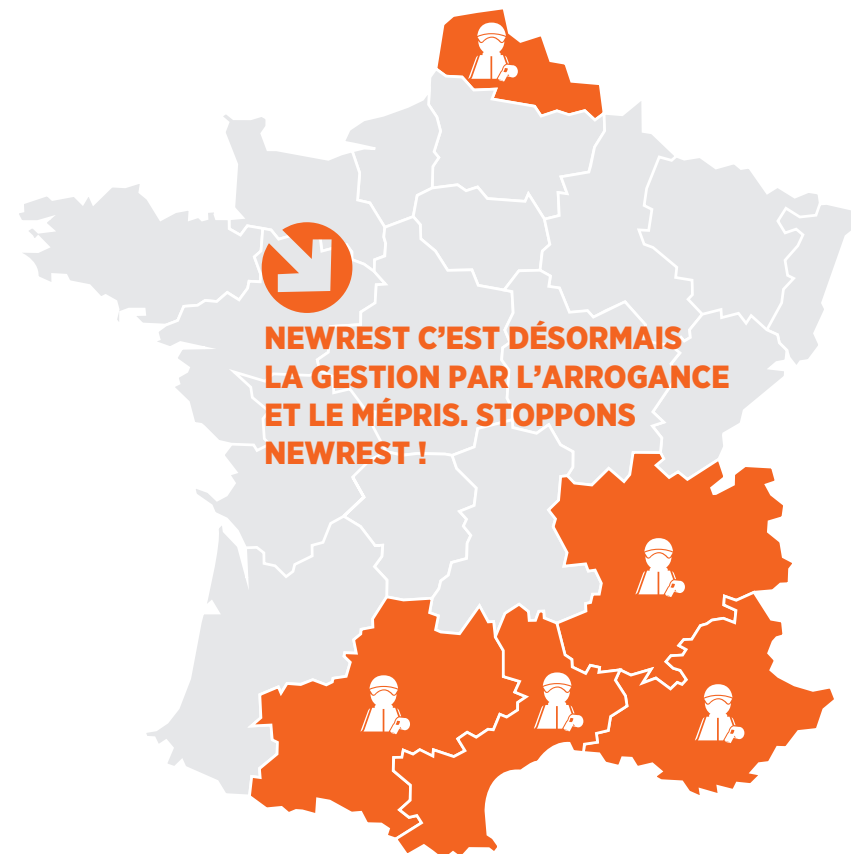 NEWREST C’EST DÉSORMAIS
LA GESTION PAR L’ARROGANCE
ET LE MÉPRIS. STOPPONS
NEWREST !